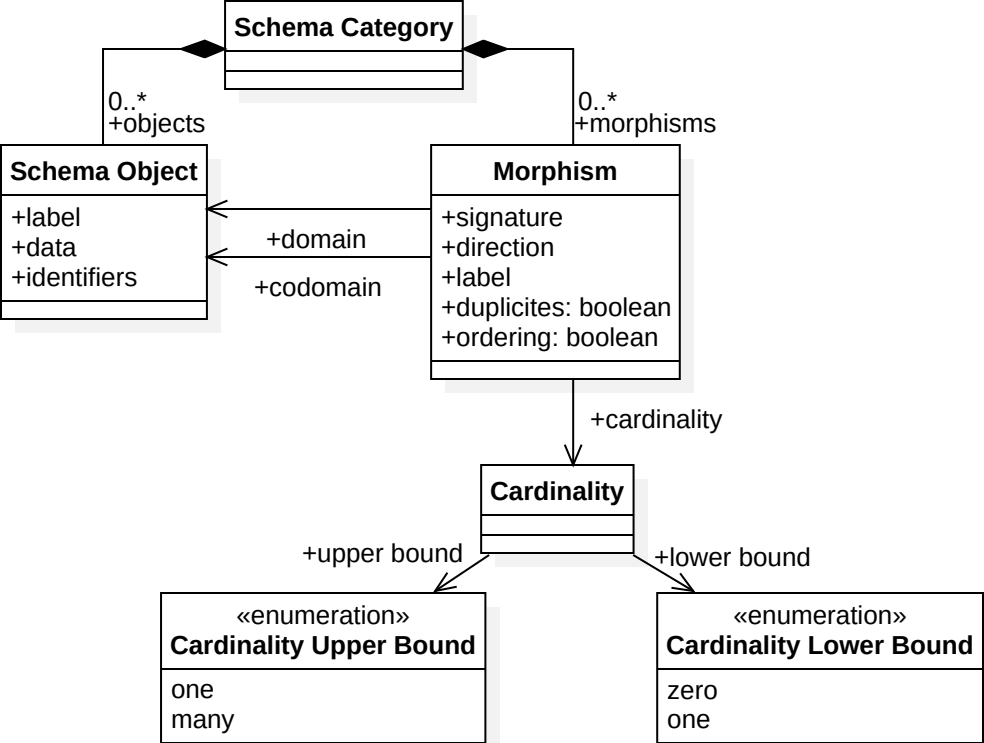 Schema Category
0..*
+objects
0..*
+morphisms
Schema Object
+label
+data
+identifiers
+domain
+codomain
Morphism
+signature
+direction
+label
+duplicites: boolean
+ordering: boolean
+cardinality
Cardinality
+upper bound
+lower bound
«enumeration»
Cardinality Upper Bound
one
many
«enumeration»
Cardinality Lower Bound
zero
one